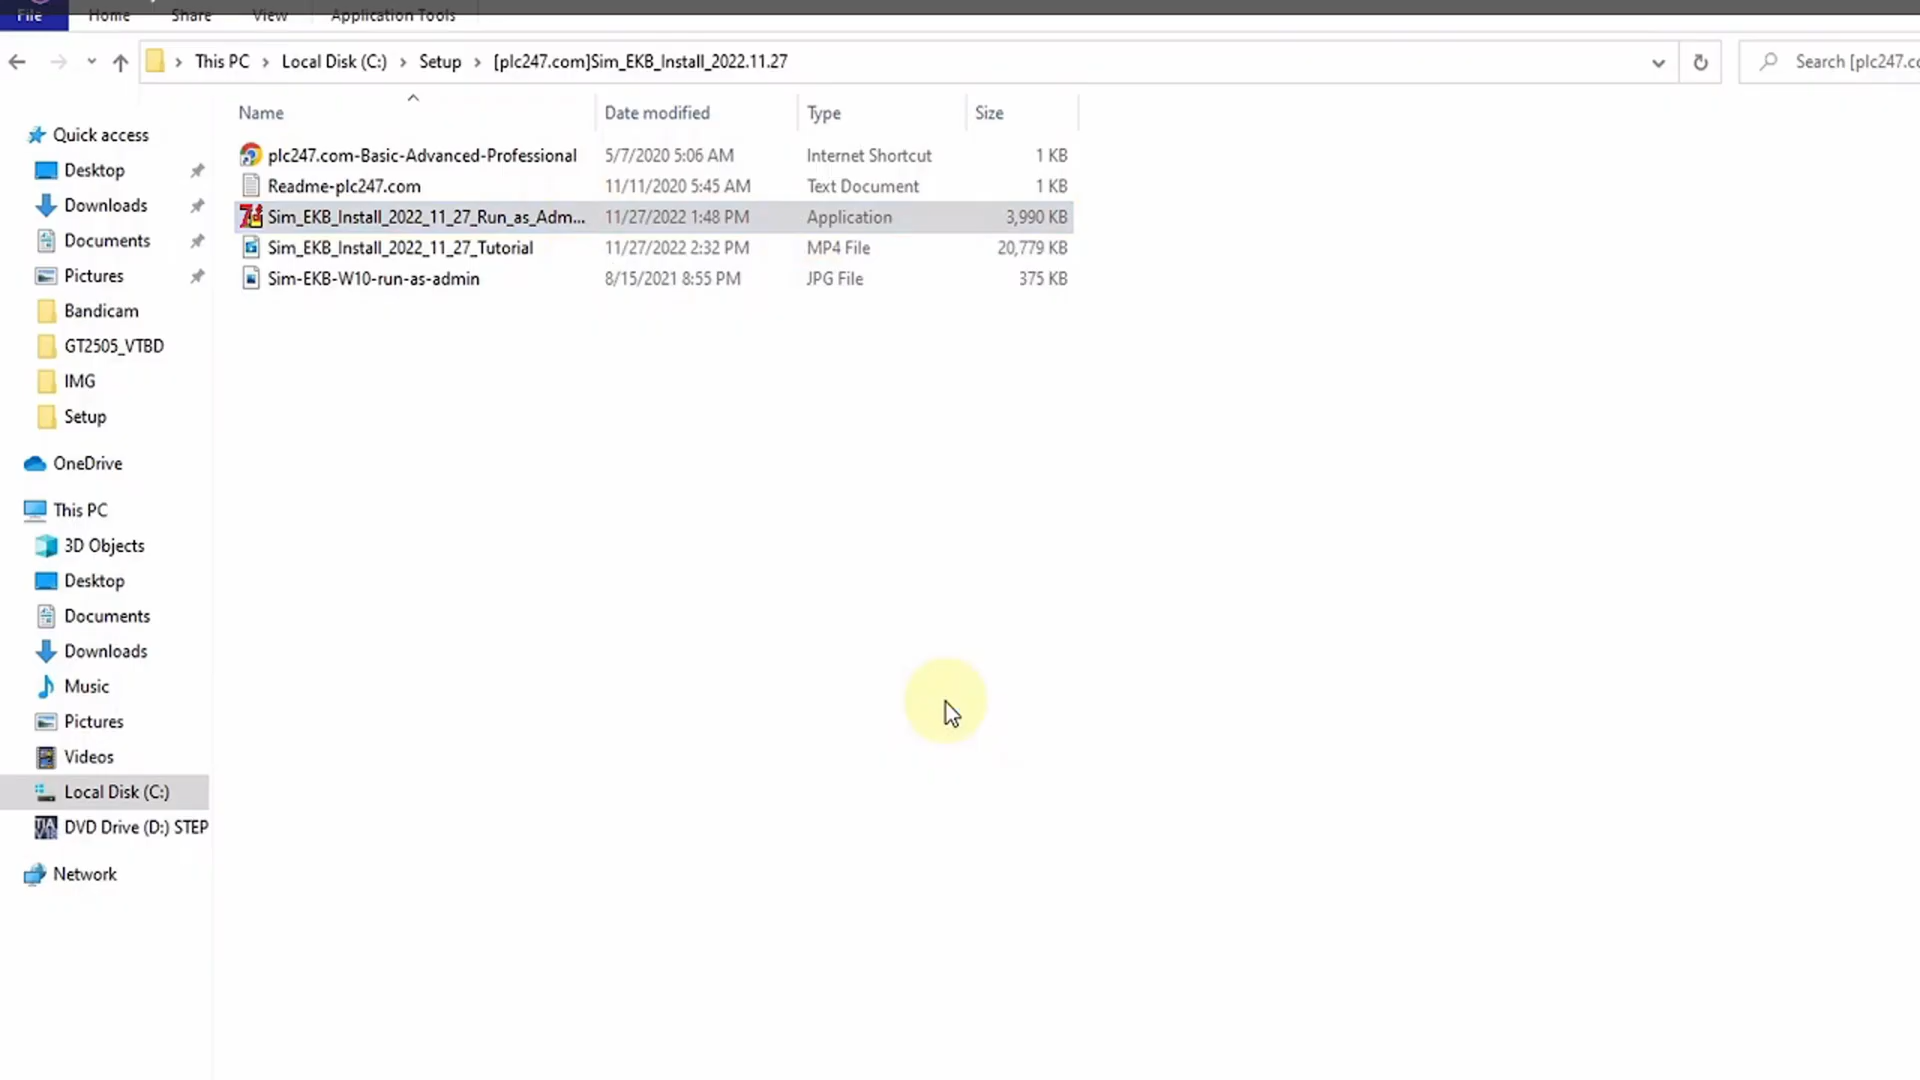 File Home Share View Application Tools
This PC Local Disk (C:) Setup [plc247.com]Sim_EKB_Install_2022.11.27 Search [plc247.co
Name Date modified Type Size
Quick access
Desktop
Downloads
Documents
Pictures
Bandicam
GT2505_VTBD
IMG
Setup
OneDrive
This PC
3D Objects
Desktop
Documents
Downloads
Music
Pictures
Videos
Local Disk (C:)
DVD Drive (D:) STEP
Network
plc247.com-Basic-Advanced-Professional 5/7/2020 5:06 AM Internet Shortcut 1 KB
Readme-plc247.com 11/11/2020 5:45 AM Text Document 1 KB
Sim_EKB_Install_2022_11_27_Run_as_Adm... 11/27/2022 1:48 PM Application 3,990 KB
Sim_EKB_Install_2022_11_27_Tutorial 11/27/2022 2:32 PM MP4 File 20,779 KB
Sim-EKB-W10-run-as-admin 8/15/2021 8:55 PM JPG File 375 KB